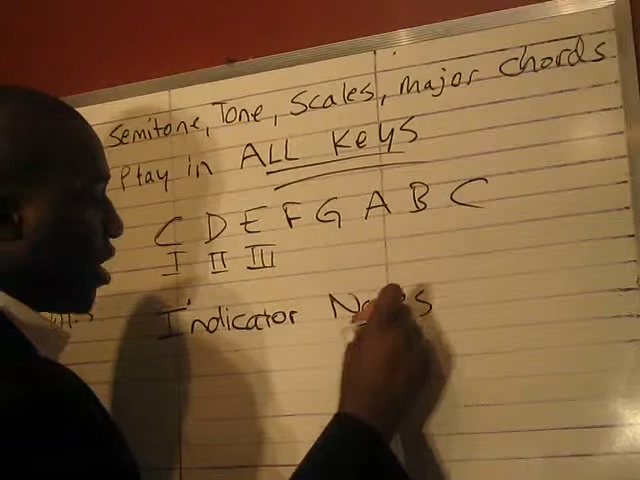 Semitone, Tone, Scales, major chords
Play in ALL Keys
C D E F G A B C
I II III
Indicator